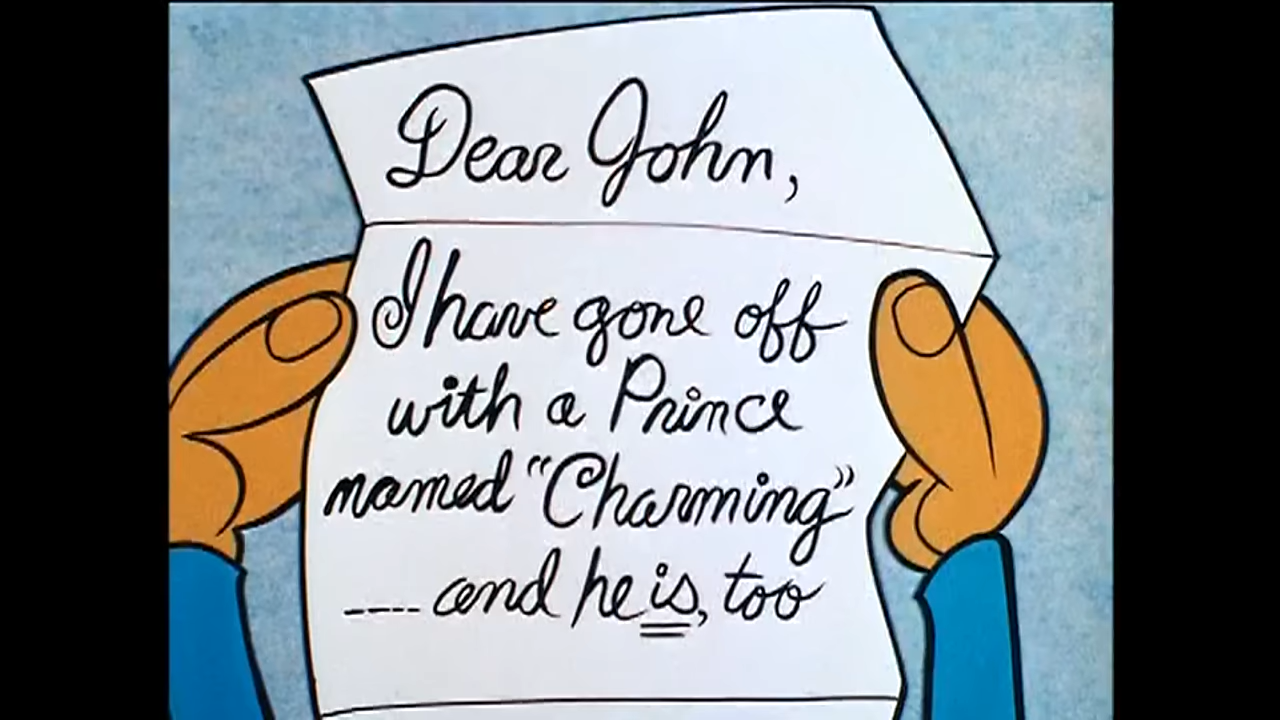 Dear John,
I have gone off
with a Prince
named “Charming”
---- and he is, too